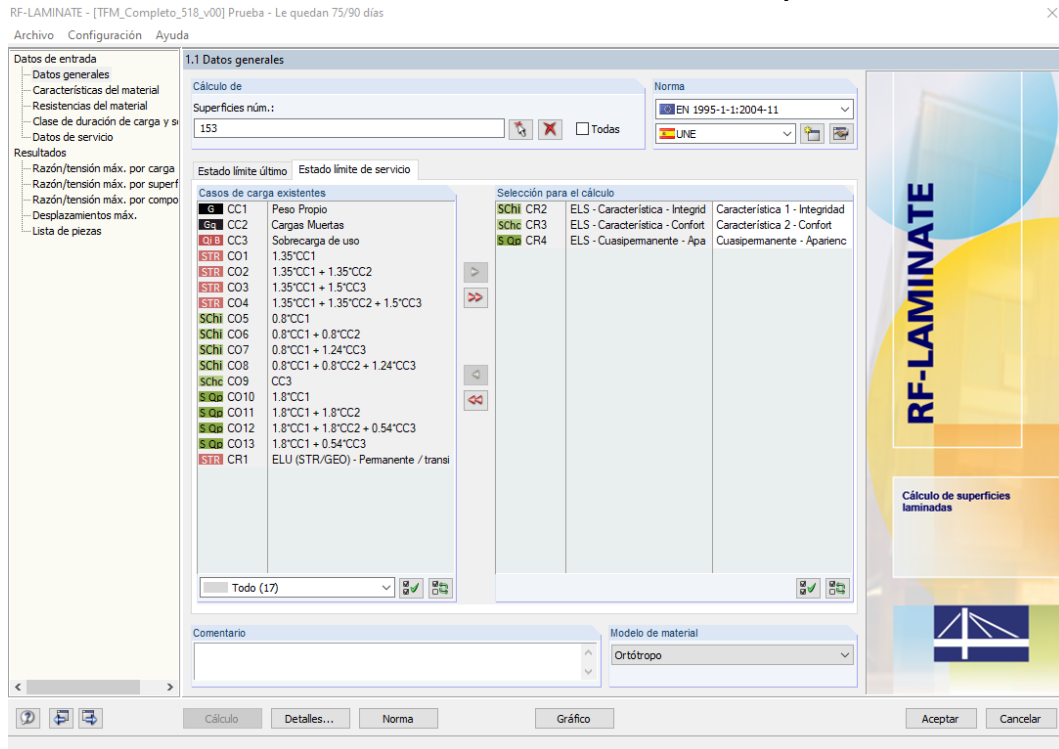 RF-LAMINATE - [TFM_Completo_518_v00] Prueba - Le quedan 75/90 días
Archivo Configuración Ayuda
Datos de entrada
Datos generales
Características del material
Resistencias del material
Clase de duración de carga y s
Datos de servicio
Resultados
Razón/tensión máx. por carga
Razón/tensión máx. por superf
Razón/tensión máx. por compo
Desplazamientos máx.
Lista de piezas
1.1 Datos generales
Cálculo de
Superficies núm.:
153
Todas
Norma
EN 1995-1-1:2004-11
UNE
Estado límite último Estado límite de servicio
Casos de carga existentes
G CC1 Peso Propio
Gq CC2 Cargas Muertas
Qi B CC3 Sobrecarga de uso
STR CO1 1.35*CC1
STR CO2 1.35*CC1 + 1.35*CC2
STR CO3 1.35*CC1 + 1.5*CC3
STR CO4 1.35*CC1 + 1.35*CC2 + 1.5*CC3
SChi CO5 0.8*CC1
SChi CO6 0.8*CC1 + 0.8*CC2
SChi CO7 0.8*CC1 + 1.24*CC3
SChi CO8 0.8*CC1 + 0.8*CC2 + 1.24*CC3
SChc CO9 CC3
S Qp CO10 1.8*CC1
S Qp CO11 1.8*CC1 + 1.8*CC2
S Qp CO12 1.8*CC1 + 1.8*CC2 + 0.54*CC3
S Qp CO13 1.8*CC1 + 0.54*CC3
STR CR1 ELU (STR/GEO) - Permanente / transi
Todo (17)
Selección para el cálculo
SChi CR2 ELS - Característica - Integrid Característica 1 - Integridad
SChc CR3 ELS - Característica - Confort Característica 2 - Confort
S Qp CR4 ELS - Cuasipermanente - Apa Cuasipermanente - Aparienc
Comentario
Modelo de material
Ortótropo
RF-LAMINATE
Cálculo de superficies
laminadas
Cálculo Detalles... Norma Gráfico Aceptar Cancelar